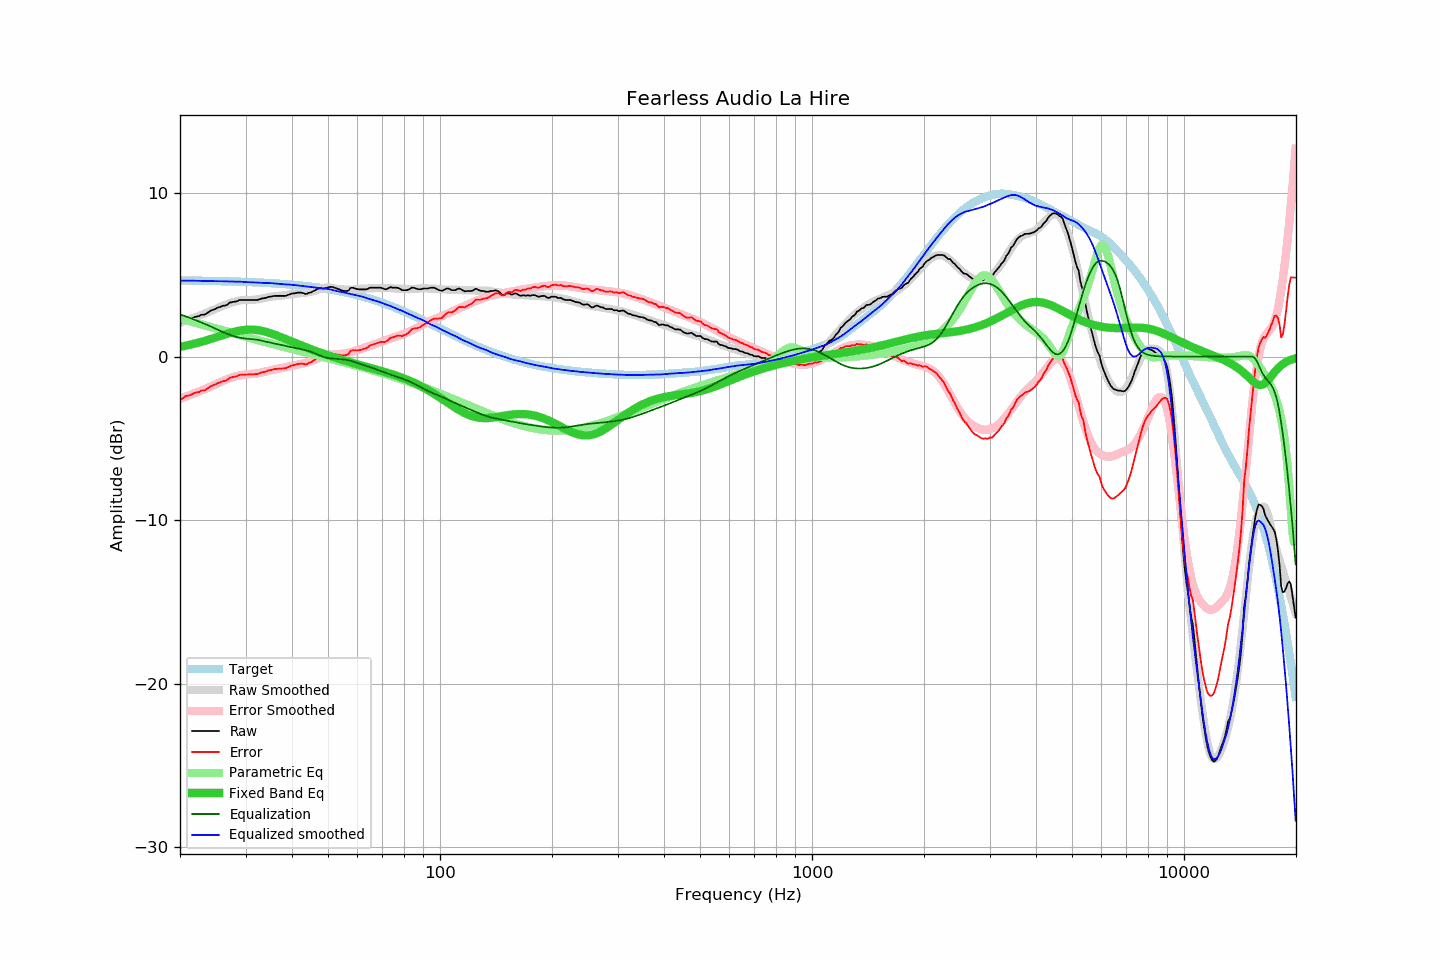 Fearless Audio La Hire
Amplitude (dBr)
10
0
−10
−20
−30
Target
Raw Smoothed
Error Smoothed
Raw
Error
Parametric Eq
Fixed Band Eq
Equalization
Equalized smoothed
100
1000
10000
Frequency (Hz)